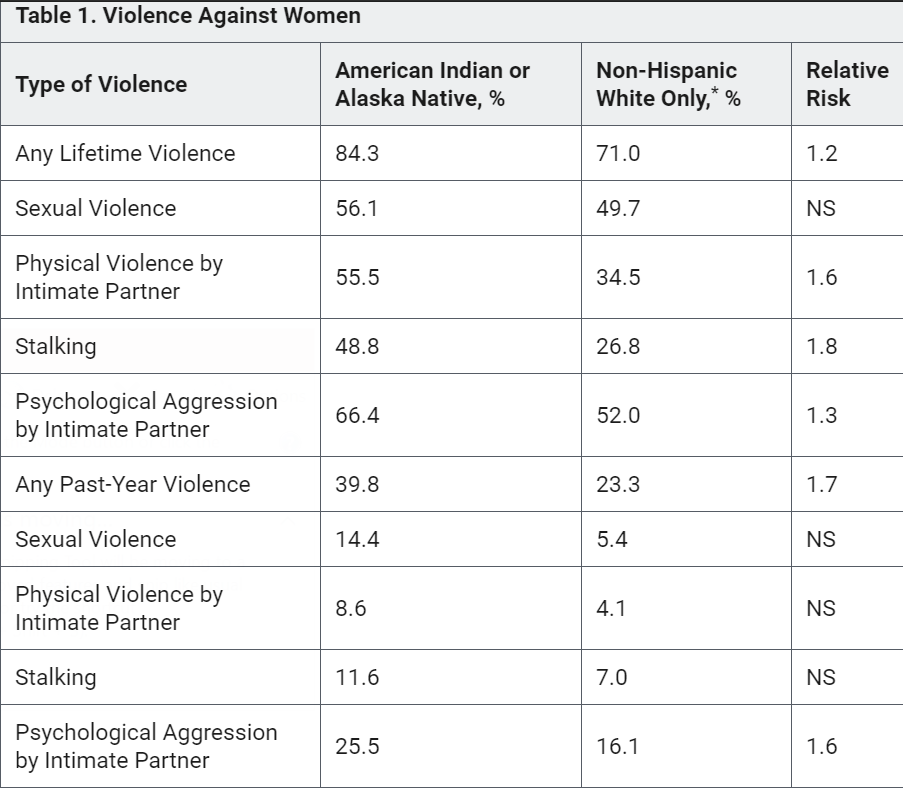 Table 1. Violence Against Women
Type of Violence
American Indian or
Alaska Native, %
Non-Hispanic
White Only,* %
Relative
Risk
Any Lifetime Violence 84.3 71.0 1.2
Sexual Violence 56.1 49.7 NS
Physical Violence by
Intimate Partner
55.5 34.5 1.6
Stalking 48.8 26.8 1.8
Psychological Aggression
by Intimate Partner
66.4 52.0 1.3
Any Past-Year Violence 39.8 23.3 1.7
Sexual Violence 14.4 5.4 NS
Physical Violence by
Intimate Partner
8.6 4.1 NS
Stalking 11.6 7.0 NS
Psychological Aggression
by Intimate Partner
25.5 16.1 1.6